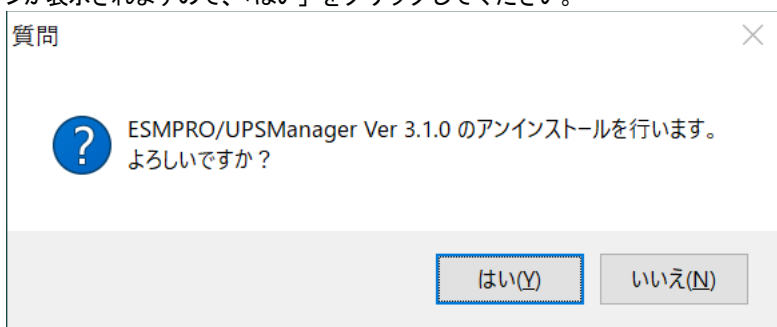 が表示されますので、「はい」をクリックしてください。
質問
ESMPRO/UPSManager Ver 3.1.0 のアンインストールを行います。
よろしいですか？
はい(Y)
いいえ(N)